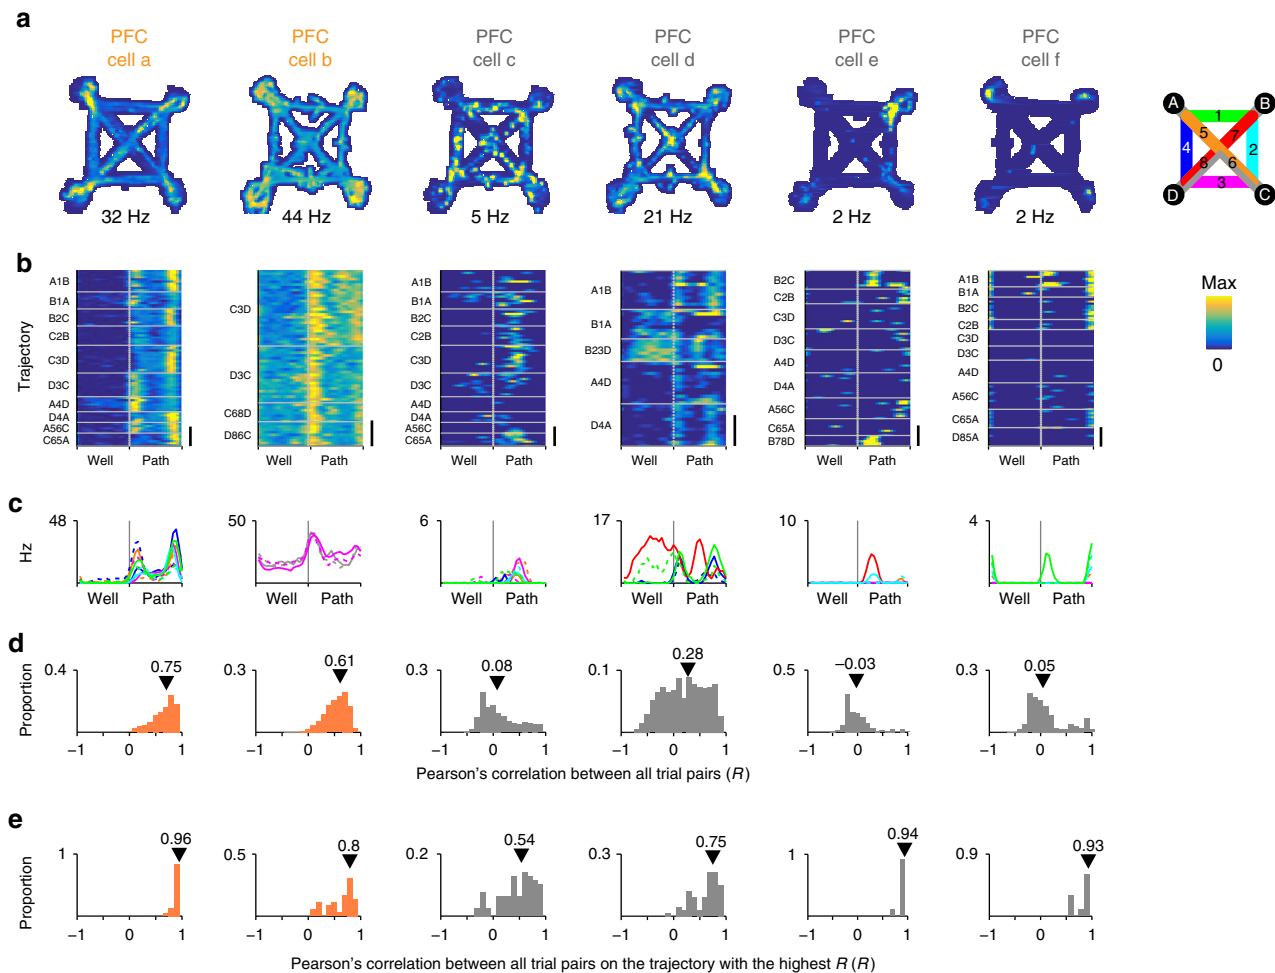 a
PFC cell a
PFC cell b
PFC cell c
PFC cell d
PFC cell e
PFC cell f
32 Hz
44 Hz
5 Hz
21 Hz
2 Hz
2 Hz
A
B
1
5
7
4
2
8
6
3
D
C
b
Trajectory
A1B
B1A
B2C
C2B
C3D
D3C
A4D
D4A
A56C
C65A
Well Path
C3D
D3C
C68D
D86C
Well Path
A1B
B1A
B2C
C2B
C3D
D3C
A4D
D4A
A56C
C65A
Well Path
A1B
B1A
B23D
A4D
D4A
Well Path
B2C
C2B
C3D
D3C
A4D
D4A
A56C
C65A
B78D
Well Path
A1B
B1A
B2C
C2B
C3D
D3C
A4D
A56C
C65A
D85A
Well Path
Max
0
c
Hz
48
Well Path
50
Well Path
6
Well Path
17
Well Path
10
Well Path
4
Well Path
d
Proportion
0.4
0.75
−1 0 1
0.3
0.61
−1 0 1
0.3
0.08
−1 0 1
0.1
0.28
−1 0 1
0.5
−0.03
−1 0 1
0.3
0.05
−1 0 1
Pearson's correlation between all trial pairs (R)
e
Proportion
1
0.96
−1 0 1
0.5
0.8
−1 0 1
0.2
0.54
−1 0 1
0.3
0.75
−1 0 1
1
0.94
−1 0 1
0.9
0.93
−1 0 1
Pearson's correlation between all trial pairs on the trajectory with the highest R (R)